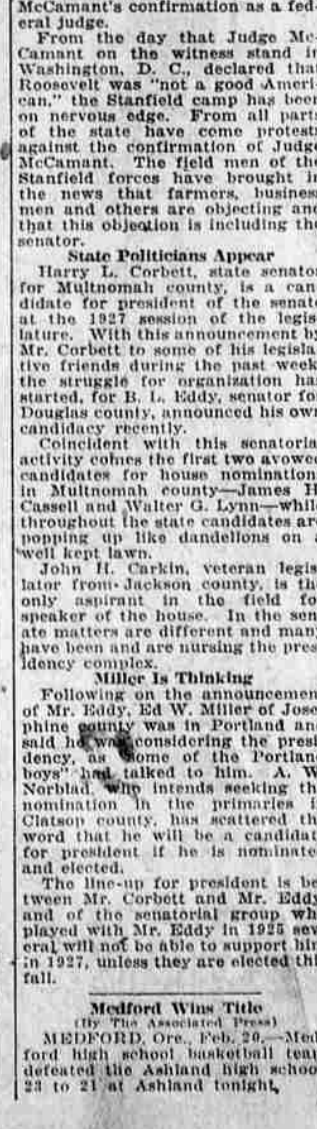 McCamant's confirmation as a fed-
eral judge.
From the day that Judge Mc-
Camant on the witness stand in
Washington, D. C., declared that
Roosevelt was "not a good Ameri-
can," the Stanfield camp has been
on nervous edge. From all parts
of the state have come protests
against the confirmation of Judge
McCamant. The field men of the
Stanfield forces have brought in
the news that farmers, business
men and others are objecting and
that this objection is including the
senator.
State Politicians Appear
Harry L. Corbett, state senator
for Multnomah county, is a can-
didate for president of the senate
at the 1927 session of the legis-
lature. With this announcement by
Mr. Corbett to some of his legisla-
tive friends during the past week
the struggle for organization has
started, for B. L. Eddy, senator for
Douglas county, announced his own
candidacy recently.
Coincident with this senatorial
activity comes the first two avowed
candidates for house nomination
in Multnomah county—James H.
Cassell and Walter G. Lynn—while
throughout the state candidates are
popping up like dandelions on a
well kept lawn.
John H. Carkin, veteran legis-
lator from Jackson county, is the
only aspirant in the field for
speaker of the house. In the sen-
ate matters are different and many
have been and are nursing the pres-
idency complex.
Miller Is Thinking
Following on the announcement
of Mr. Eddy, Ed W. Miller of Jose-
phine county was in Portland and
said he was considering the presi-
dency, as some of the Portland
boys" had talked to him. A. W.
Norblad, who intends seeking the
nomination in the primaries in
Clatsop county, has scattered the
word that he will be a candidate
for president if he is nominated
and elected.
The line-up for president is be-
tween Mr. Corbett and Mr. Eddy
and of the senatorial group who
played with Mr. Eddy in 1925 sev-
eral will not be able to support him
in 1927, unless they are elected this
fall.
Medford Wins Title
(By The Associated Press)
MEDFORD, Ore., Feb. 20.—Med-
ford high school basketball team
defeated the Ashland high school
23 to 21 at Ashland tonight.